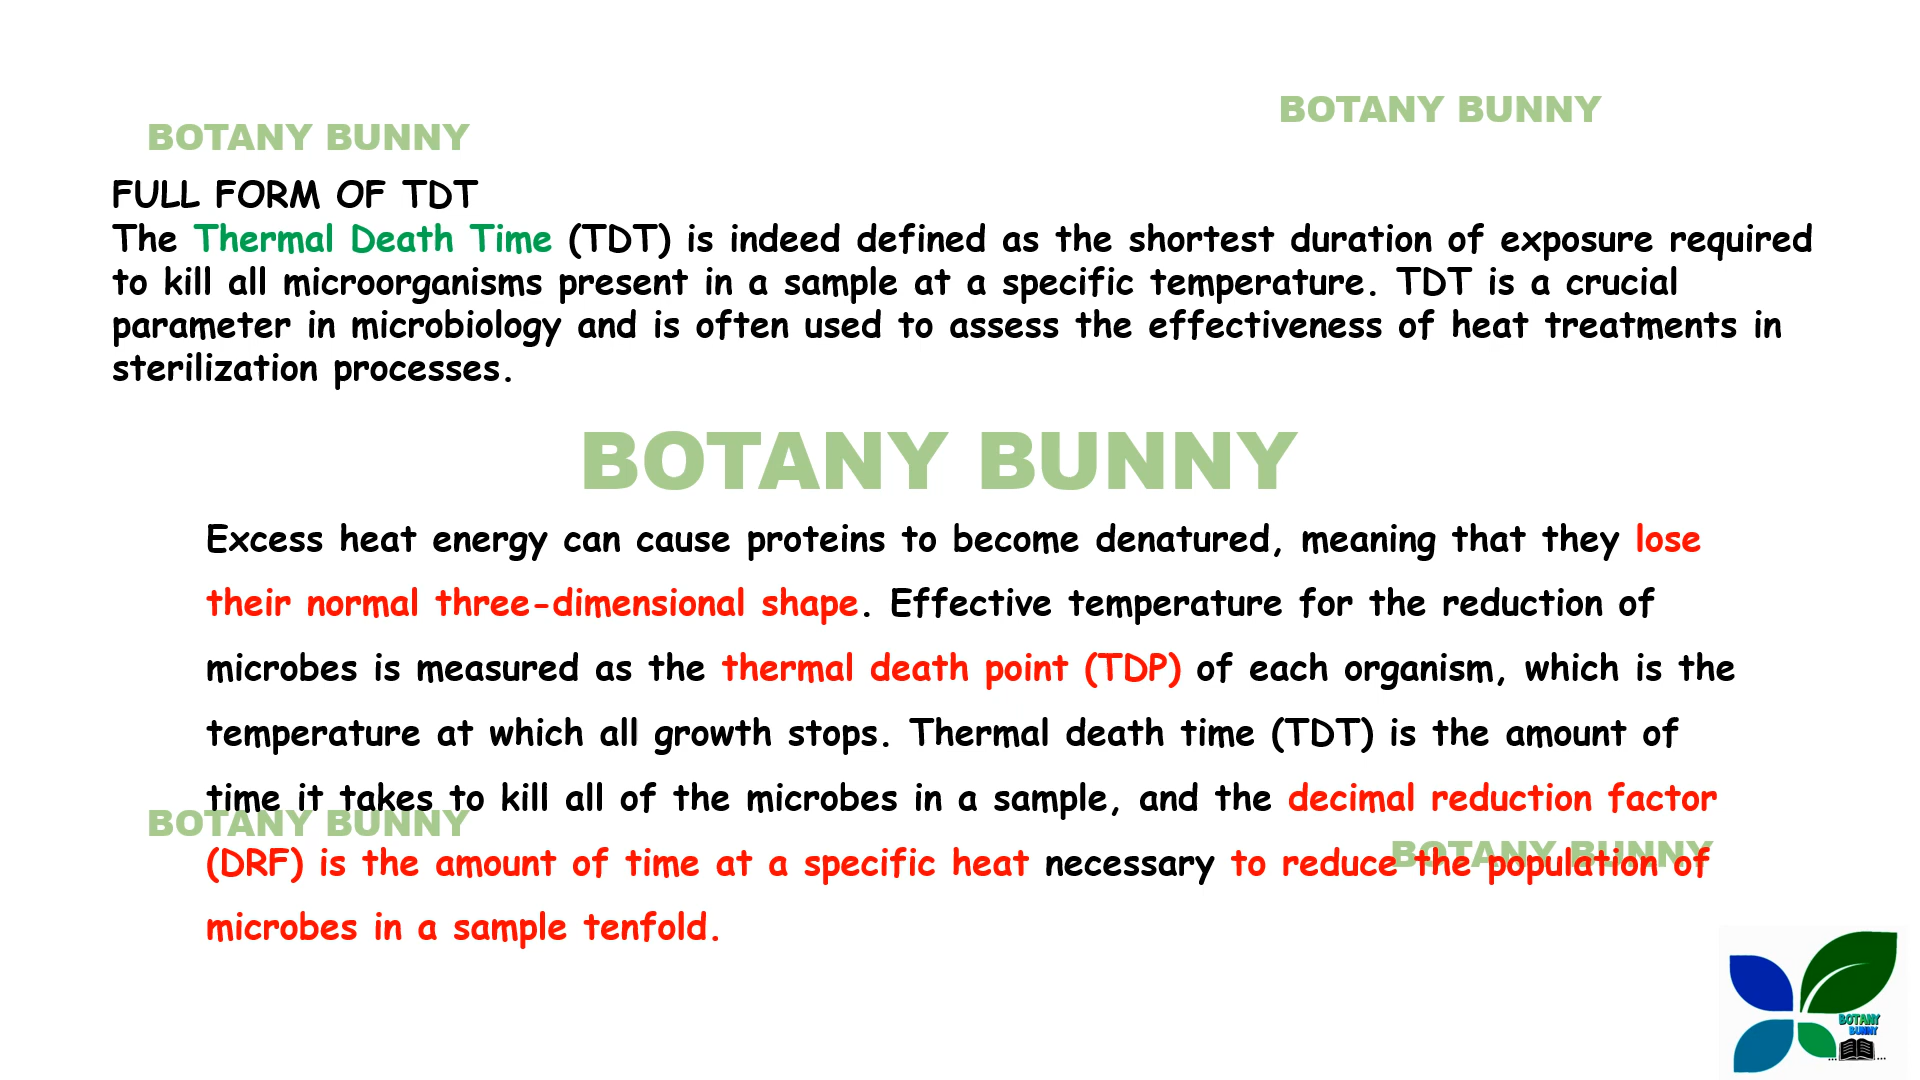 BOTANY BUNNY
BOTANY BUNNY
FULL FORM OF TDT
The Thermal Death Time (TDT) is indeed defined as the shortest duration of exposure required
to kill all microorganisms present in a sample at a specific temperature. TDT is a crucial
parameter in microbiology and is often used to assess the effectiveness of heat treatments in
sterilization processes.
BOTANY BUNNY
Excess heat energy can cause proteins to become denatured, meaning that they lose
their normal three-dimensional shape. Effective temperature for the reduction of
microbes is measured as the thermal death point (TDP) of each organism, which is the
temperature at which all growth stops. Thermal death time (TDT) is the amount of
time it takes to kill all of the microbes in a sample, and the decimal reduction factor
BOTANY BUNNY
(DRF) is the amount of time at a specific heat necessary to reduce the population of
BOTANY BUNNY
microbes in a sample tenfold.
BOTANY
BUNNY